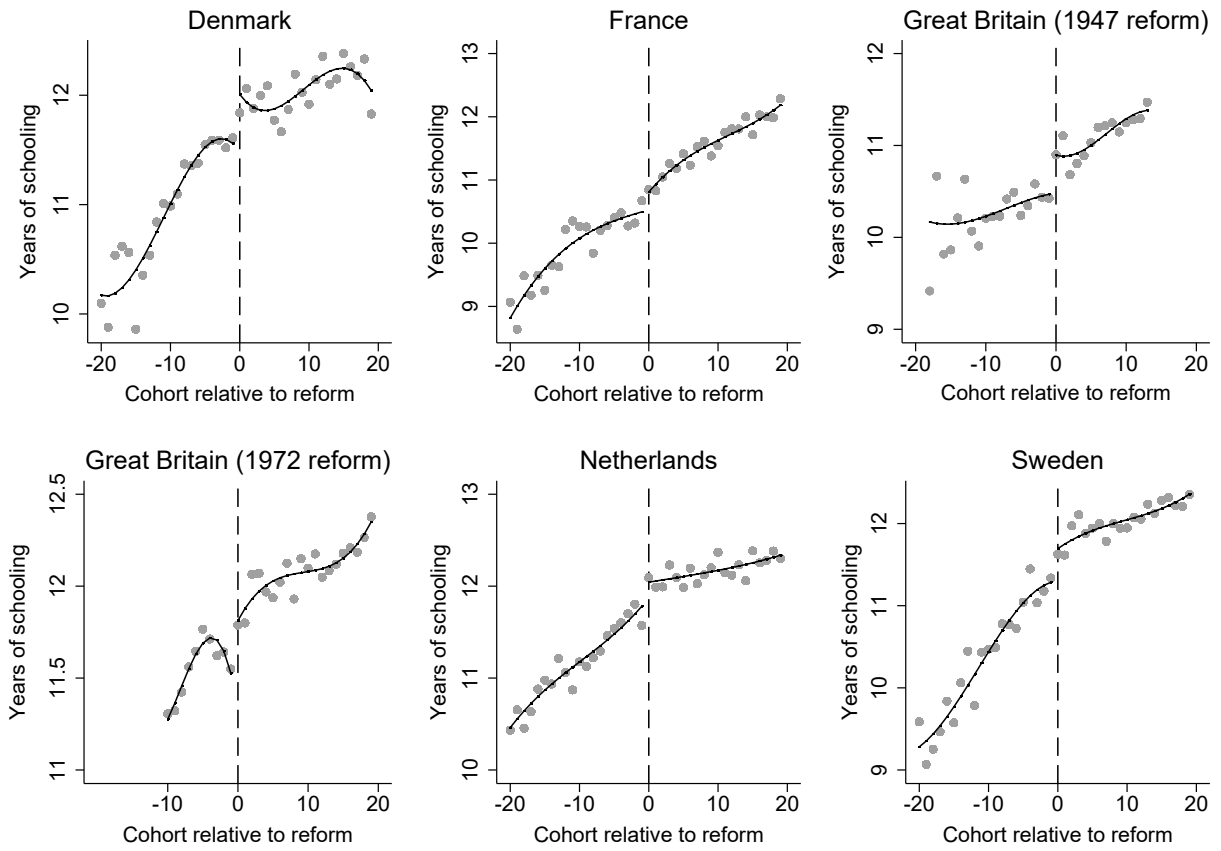 Denmark
Years of schooling
12
11
10
-20 -10 0 10 20
Cohort relative to reform
France
Years of schooling
13
12
11
10
9
-20 -10 0 10 20
Cohort relative to reform
Great Britain (1947 reform)
Years of schooling
12
11
10
9
-20 -10 0 10 20
Cohort relative to reform
Great Britain (1972 reform)
Years of schooling
12.5
12
11.5
11
-10 0 10 20
Cohort relative to reform
Netherlands
Years of schooling
13
12
11
10
-20 -10 0 10 20
Cohort relative to reform
Sweden
Years of schooling
12
11
10
9
-20 -10 0 10 20
Cohort relative to reform